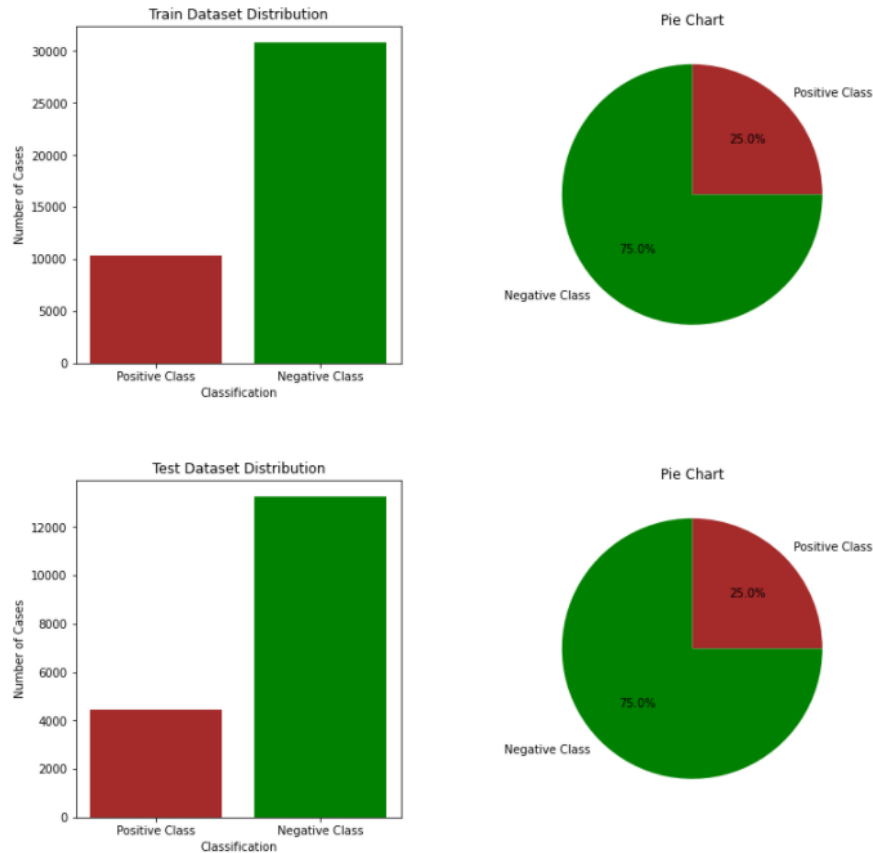 Train Dataset Distribution
Number of Cases
30000
25000
20000
15000
10000
5000
0
Positive Class
Negative Class
Classification
Pie Chart
Positive Class
25.0%
75.0%
Negative Class
Test Dataset Distribution
Number of Cases
12000
10000
8000
6000
4000
2000
0
Positive Class
Negative Class
Classification
Pie Chart
Positive Class
25.0%
75.0%
Negative Class